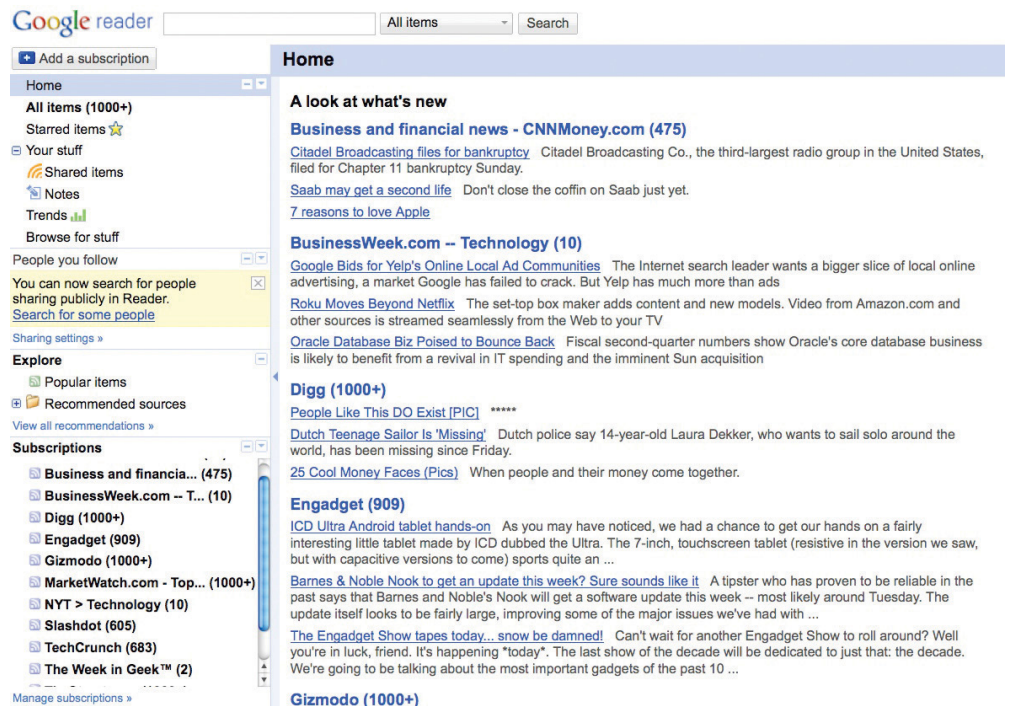 Google reader
All items
Search
Add a subscription
Home
All items (1000+)
Starred items
Your stuff
Shared items
Notes
Trends
Browse for stuff
People you follow
You can now search for people
sharing publicly in Reader.
Search for some people
Sharing settings »
Explore
Popular items
Recommended sources
View all recommendations »
Subscriptions
Business and financia... (475)
BusinessWeek.com -- T... (10)
Digg (1000+)
Engadget (909)
Gizmodo (1000+)
MarketWatch.com - Top... (1000+)
NYT > Technology (10)
Slashdot (605)
TechCrunch (683)
The Week in Geek™ (2)
Manage subscriptions »
Home
A look at what's new
Business and financial news - CNNMoney.com (475)
Citadel Broadcasting files for bankruptcy Citadel Broadcasting Co., the third-largest radio group in the United States,
filed for Chapter 11 bankruptcy Sunday.
Saab may get a second life Don't close the coffin on Saab just yet.
7 reasons to love Apple
BusinessWeek.com -- Technology (10)
Google Bids for Yelp's Online Local Ad Communities The Internet search leader wants a bigger slice of local online
advertising, a market Google has failed to crack. But Yelp has much more than ads
Roku Moves Beyond Netflix The set-top box maker adds content and new models. Video from Amazon.com and
other sources is streamed seamlessly from the Web to your TV
Oracle Database Biz Poised to Bounce Back Fiscal second-quarter numbers show Oracle's core database business
is likely to benefit from a revival in IT spending and the imminent Sun acquisition
Digg (1000+)
People Like This DO Exist [PIC] *****
Dutch Teenage Sailor Is 'Missing' Dutch police say 14-year-old Laura Dekker, who wants to sail solo around the
world, has been missing since Friday.
25 Cool Money Faces (Pics) When people and their money come together.
Engadget (909)
ICD Ultra Android tablet hands-on As you may have noticed, we had a chance to get our hands on a fairly
interesting little tablet made by ICD dubbed the Ultra. The 7-inch, touchscreen tablet (resistive in the version we saw,
but with capacitive versions to come) sports quite an ...
Barnes & Noble Nook to get an update this week? Sure sounds like it A tipster who has proven to be reliable in the
past says that Barnes and Noble's Nook will get a software update this week -- most likely around Tuesday. The
update itself looks to be fairly large, improving some of the major issues we've had with ...
The Engadget Show tapes today... snow be damned! Can't wait for another Engadget Show to roll around? Well
you're in luck, friend. It's happening *today*. The last show of the decade will be dedicated to just that: the decade.
We're going to be talking about the most important gadgets of the past 10 ...
Gizmodo (1000+)